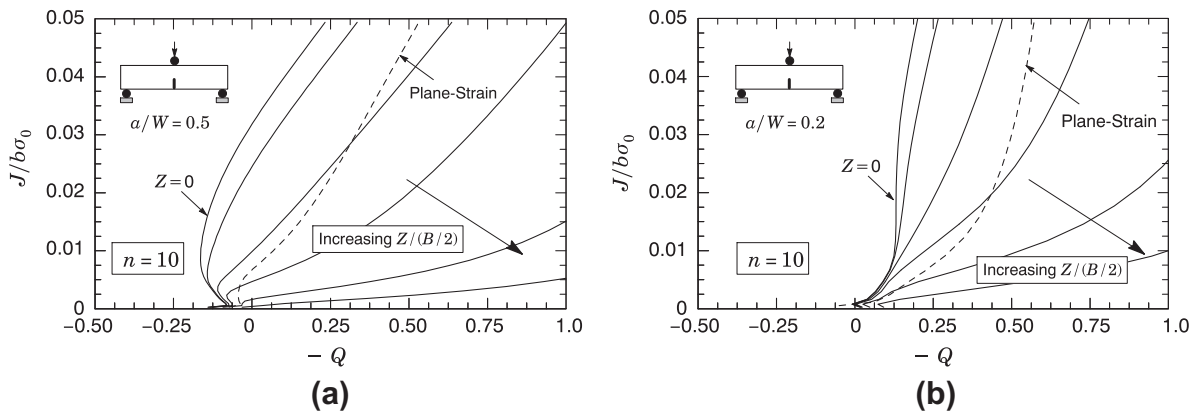 0.05
0.04
0.03
0.02
0.01
0
J/bσ₀
a/W=0.5
Plane-Strain
Z=0
Increasing Z/(B/2)
n=10
−0.50 −0.25 0 0.25 0.50 0.75 1.0
− Q
(a)
0.05
0.04
0.03
0.02
0.01
0
J/bσ₀
a/W=0.2
Plane-Strain
Z=0
Increasing Z/(B/2)
n=10
−0.50 −0.25 0 0.25 0.50 0.75 1.0
− Q
(b)